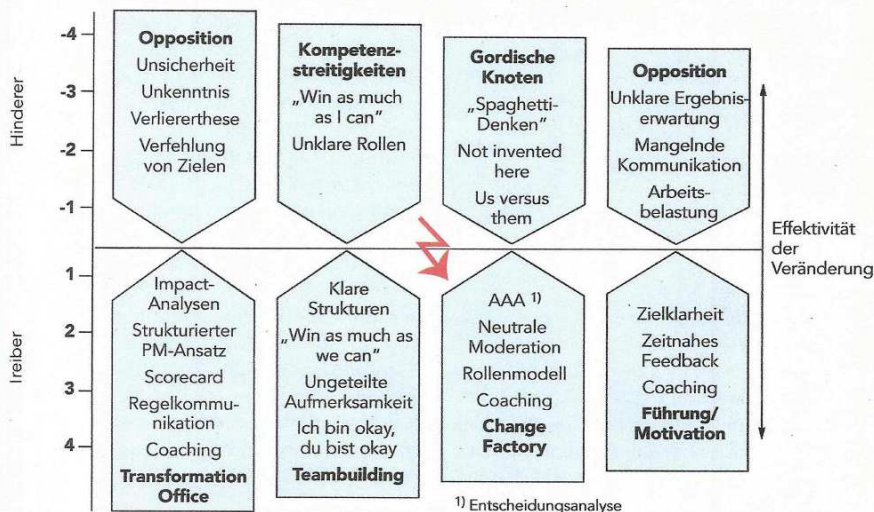 Hinderer
-4
-3
-2
-1
Opposition
Unsicherheit
Unkenntnis
Verliererthese
Verfehlung
von Zielen
Kompetenz-
streitigkeiten
„Win as much
as I can"
Unklare Rollen
Gordische
Knoten
„Spaghetti-
Denken"
Not invented
here
Us versus
them
Opposition
Unklare Ergebnis-
erwartung
Mangelnde
Kommunikation
Arbeits-
belastung
Effektivität
der
Veränderung
Treiber
1
2
3
4
Impact-
Analysen
Strukturierter
PM-Ansatz
Scorecard
Regelkommu-
nikation
Coaching
Transformation
Office
Klare
Strukturen
„Win as much as
we can"
Ungeteilte
Aufmerksamkeit
Ich bin okay,
du bist okay
Teambuilding
AAA 1)
Neutrale
Moderation
Rollenmodell
Coaching
Change
Factory
Zielklarheit
Zeitnahes
Feedback
Coaching
Führung/
Motivation
1) Entscheidungsanalyse